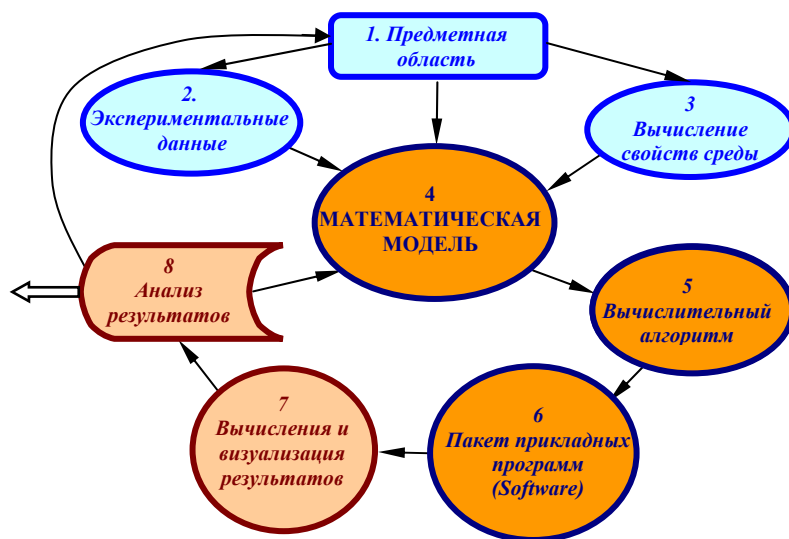 1. Предметная
область
2.
Экспериментальные
данные
3
Вычисление
свойств среды
4
МАТЕМАТИЧЕСКАЯ
МОДЕЛЬ
5
Вычислительный
алгоритм
6
Пакет прикладных
программ
(Software)
7
Вычисления и
визуализация
результатов
8
Анализ
результатов